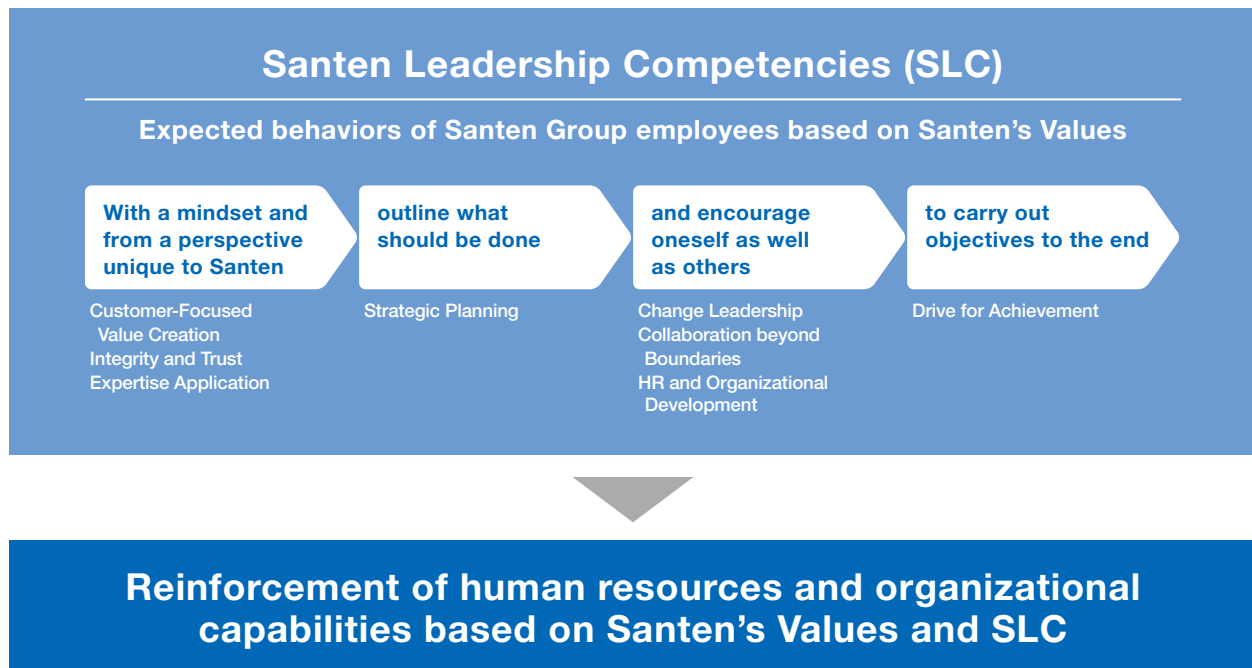 Santen Leadership Competencies (SLC)
Expected behaviors of Santen Group employees based on Santen’s Values
With a mindset and
from a perspective
unique to Santen
Customer-Focused
Value Creation
Integrity and Trust
Expertise Application
outline what
should be done
Strategic Planning
and encourage
oneself as well
as others
Change Leadership
Collaboration beyond
Boundaries
HR and Organizational
Development
to carry out
objectives to the end
Drive for Achievement
Reinforcement of human resources and organizational
capabilities based on Santen’s Values and SLC